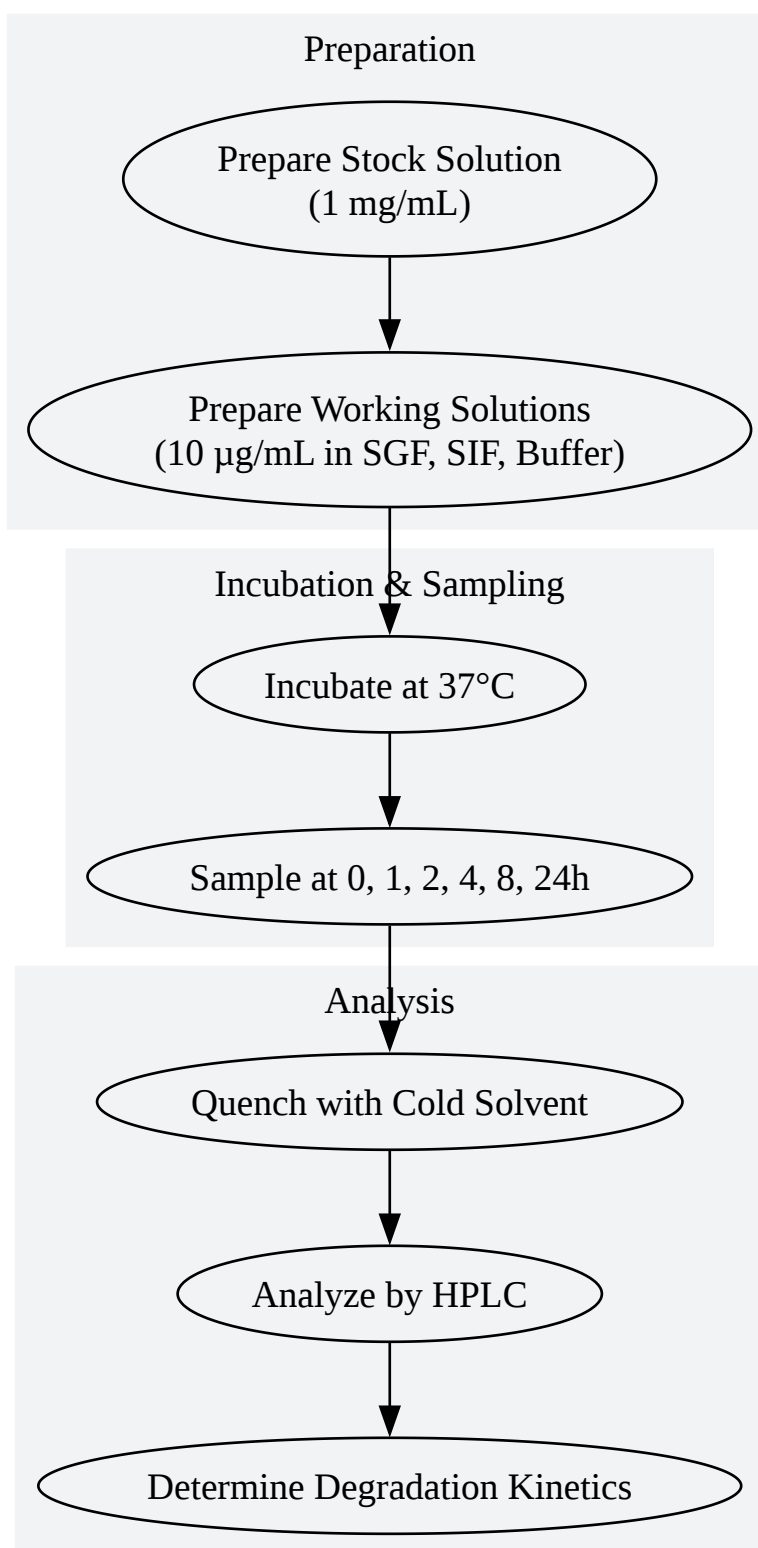 Preparation
Prepare Stock Solution
(1 mg/mL)
Prepare Working Solutions
(10 µg/mL in SGF, SIF, Buffer)
Incubation & Sampling
Incubate at 37°C
Sample at 0, 1, 2, 4, 8, 24h
Analysis
Quench with Cold Solvent
Analyze by HPLC
Determine Degradation Kinetics